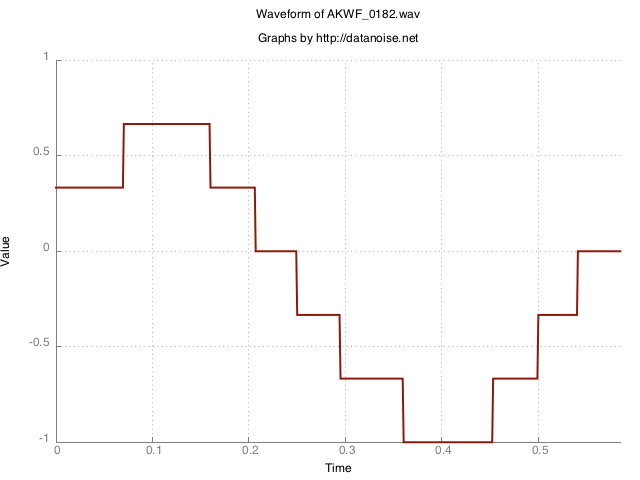 Waveform of AKWF_0182.wav
Graphs by http://datanoise.net
1
0.5
0
-0.5
-1
Value
0 0.1 0.2 0.3 0.4 0.5
Time